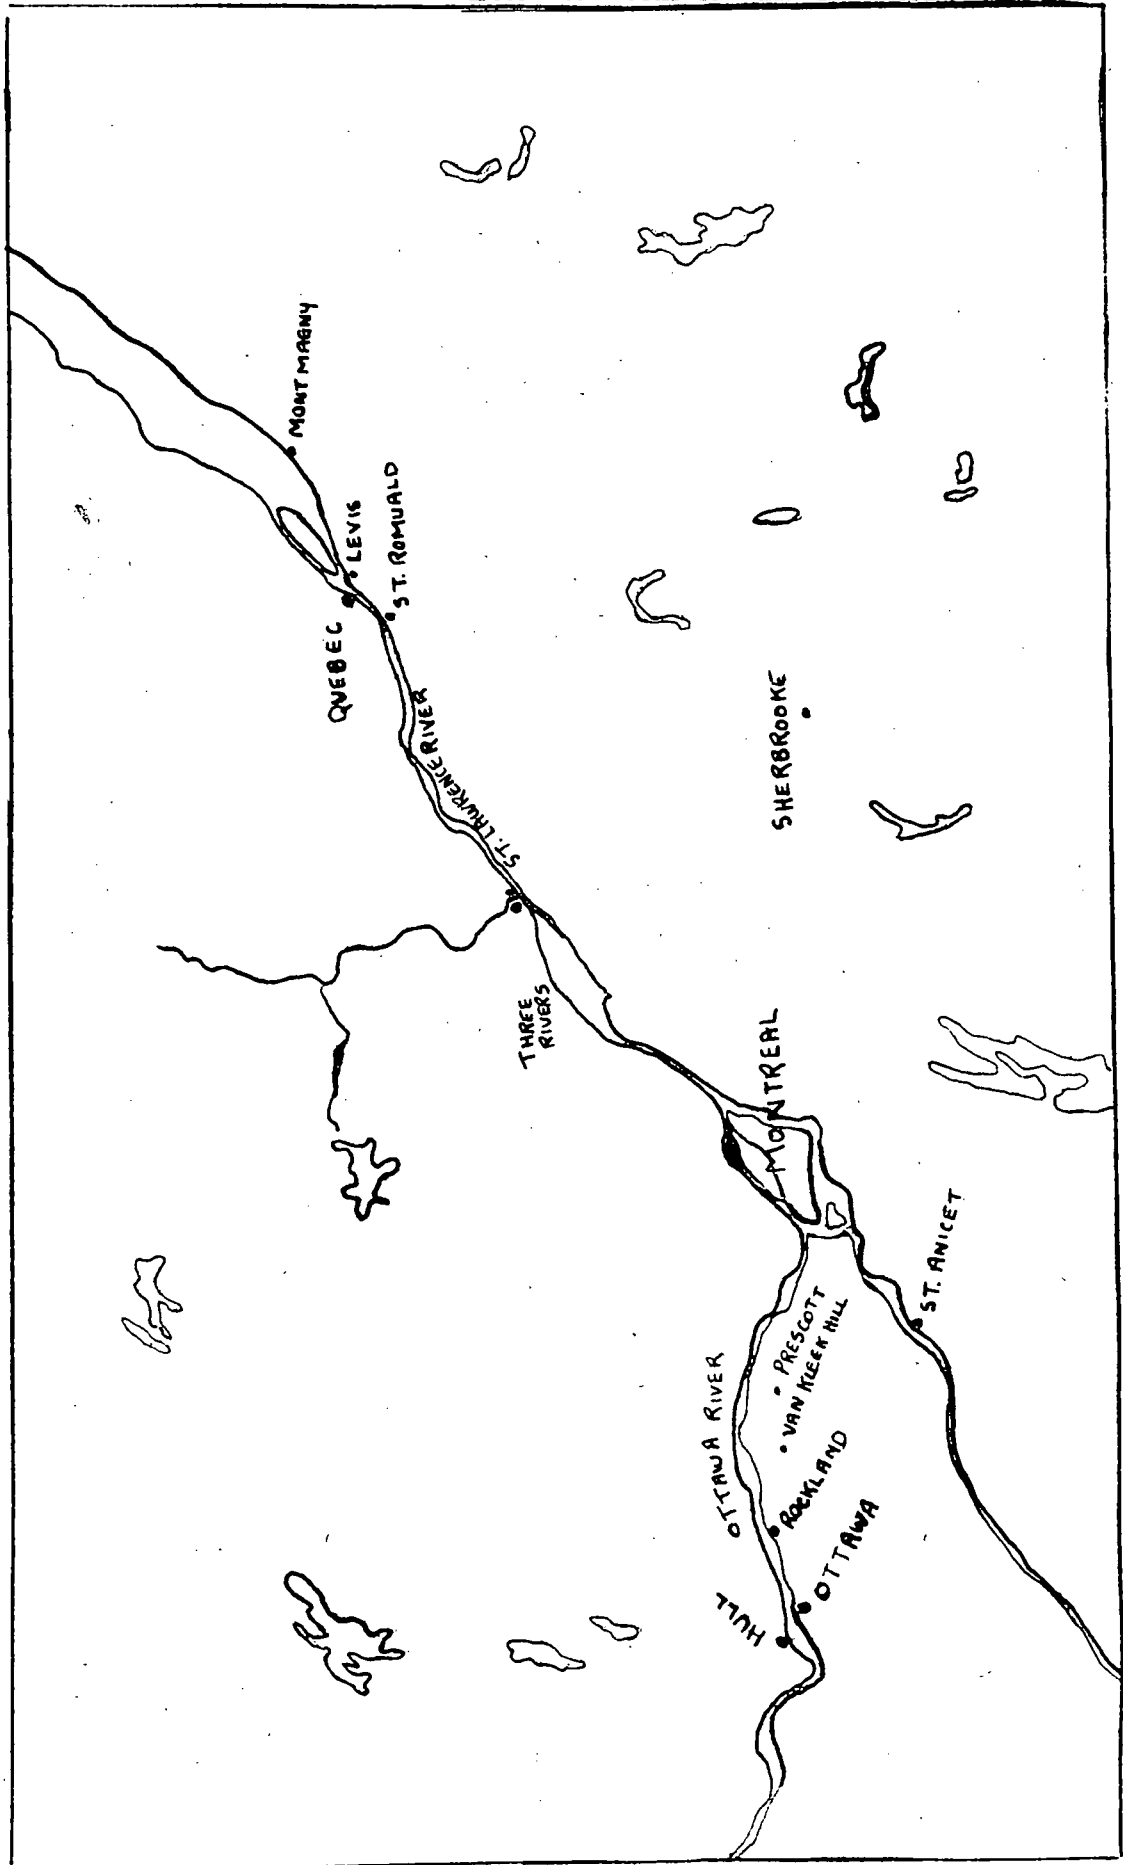 MONTMAGNY
LEVIS
ST. ROMUALD
QUEBEC
ST. LAWRENCE RIVER
SHERBROOKE
THREE
RIVERS
MONTREAL
ST. ANICET
PRESCOTT
VAN KLEEK HILL
OTTAWA RIVER
ROCKLAND
OTTAWA
HULL